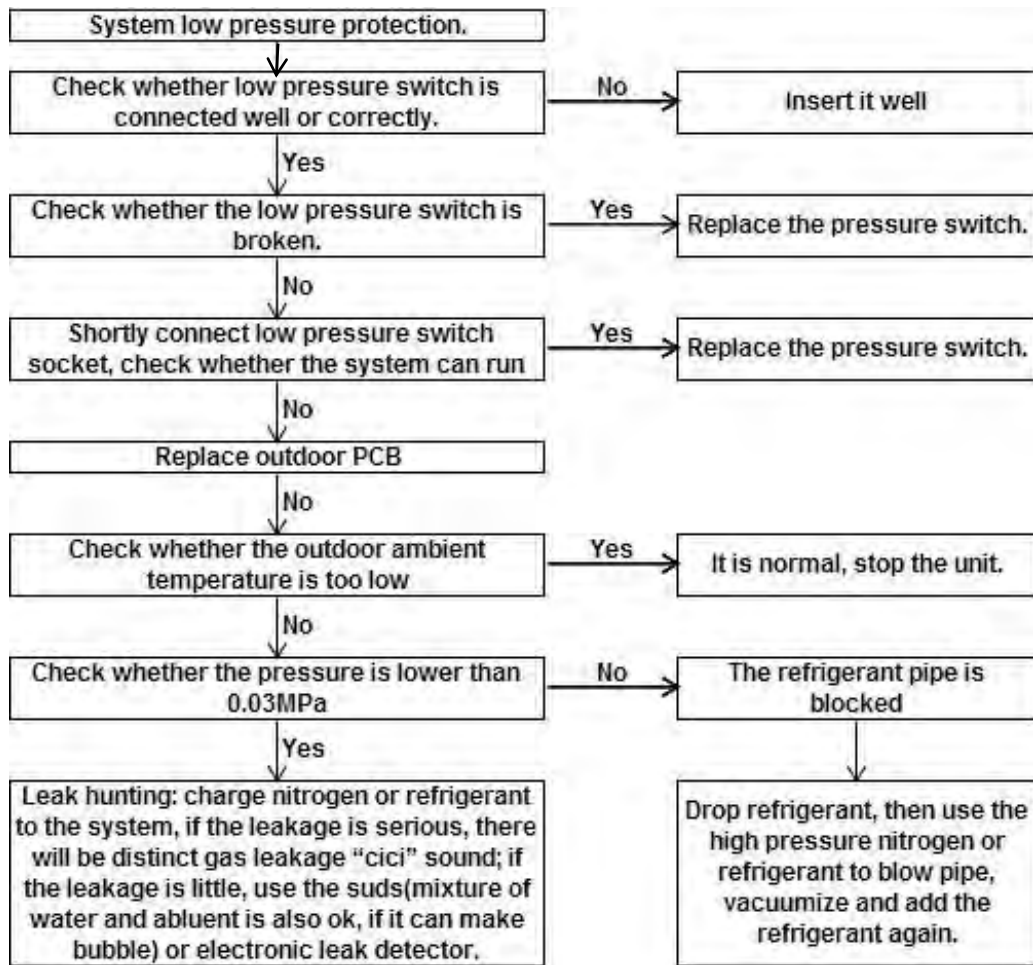 System low pressure protection.
Check whether low pressure switch is
connected well or correctly.
No
Insert it well
Yes
Check whether the low pressure switch is
broken.
Yes
Replace the pressure switch.
No
Shortly connect low pressure switch
socket, check whether the system can run
Yes
Replace the pressure switch.
No
Replace outdoor PCB
No
Check whether the outdoor ambient
temperature is too low
Yes
It is normal, stop the unit.
No
Check whether the pressure is lower than
0.03MPa
No
The refrigerant pipe is
blocked
Yes
Leak hunting: charge nitrogen or refrigerant
to the system, if the leakage is serious, there
will be distinct gas leakage “cici” sound; if
the leakage is little, use the suds(mixture of
water and abluent is also ok, if it can make
bubble) or electronic leak detector.
Drop refrigerant, then use the
high pressure nitrogen or
refrigerant to blow pipe,
vacuumize and add the
refrigerant again.